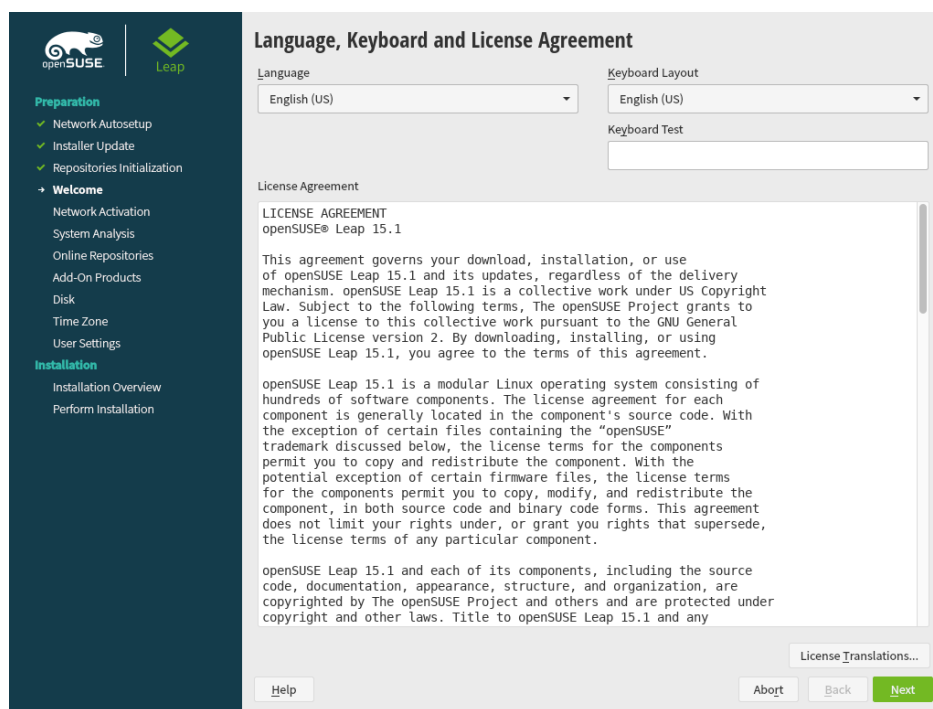 openSUSE.
Leap
Preparation
Network Autosetup
Installer Update
Repositories Initialization
Welcome
Network Activation
System Analysis
Online Repositories
Add-On Products
Disk
Time Zone
User Settings
Installation
Installation Overview
Perform Installation
Language, Keyboard and License Agreement
Language
Keyboard Layout
English (US)
English (US)
Keyboard Test
License Agreement
LICENSE AGREEMENT
openSUSE® Leap 15.1
This agreement governs your download, installation, or use
of openSUSE Leap 15.1 and its updates, regardless of the delivery
mechanism. openSUSE Leap 15.1 is a collective work under US Copyright
Law. Subject to the following terms, The openSUSE Project grants to
you a license to this collective work pursuant to the GNU General
Public License version 2. By downloading, installing, or using
openSUSE Leap 15.1, you agree to the terms of this agreement.
openSUSE Leap 15.1 is a modular Linux operating system consisting of
hundreds of software components. The license agreement for each
component is generally located in the component's source code. With
the exception of certain files containing the “openSUSE”
trademark discussed below, the license terms for the components
permit you to copy and redistribute the component. With the
potential exception of certain firmware files, the license terms
for the components permit you to copy, modify, and redistribute the
component, in both source code and binary code forms. This agreement
does not limit your rights under, or grant you rights that supersede,
the license terms of any particular component.
openSUSE Leap 15.1 and each of its components, including the source
code, documentation, appearance, structure, and organization, are
copyrighted by The openSUSE Project and others and are protected under
copyright and other laws. Title to openSUSE Leap 15.1 and any
License Translations...
Help
Abort
Back
Next